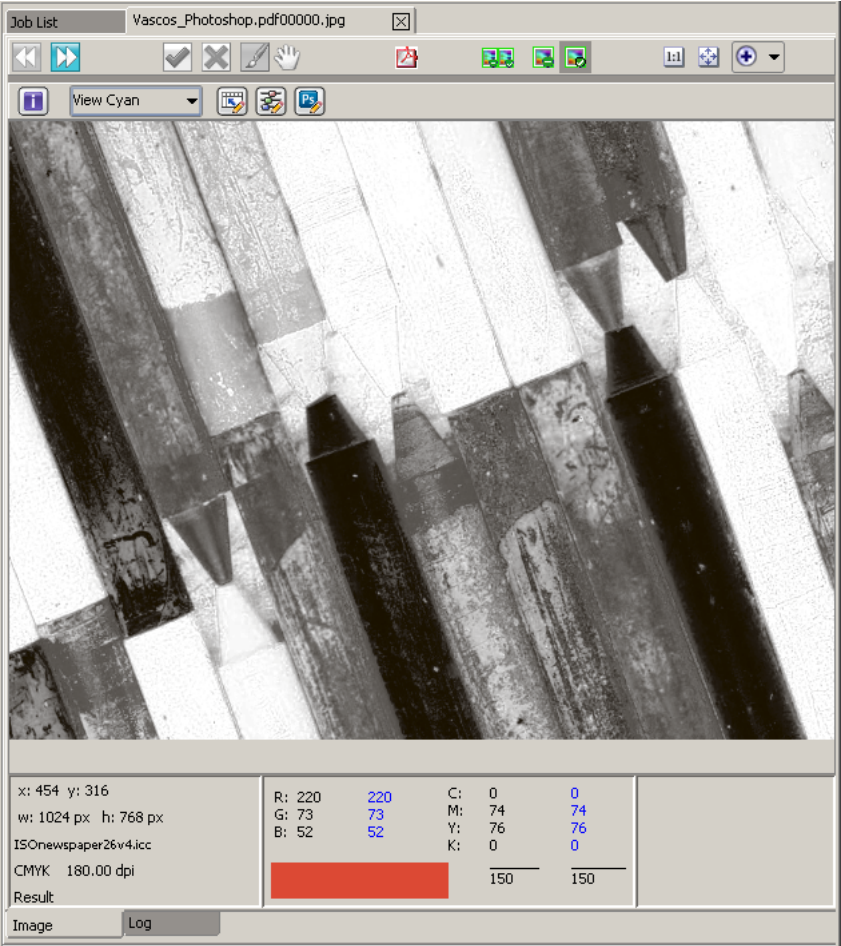 Job List Vascos_Photoshop.pdf00000.jpg
1:1
i View Cyan Ps
x: 454 y: 316
w: 1024 px h: 768 px
ISOnewspaper26v4.icc
CMYK 180.00 dpi
Result
R: 220 220
G: 73 73
B: 52 52
C: 0 0
M: 74 74
Y: 76 76
K: 0 0
150 150
Image Log